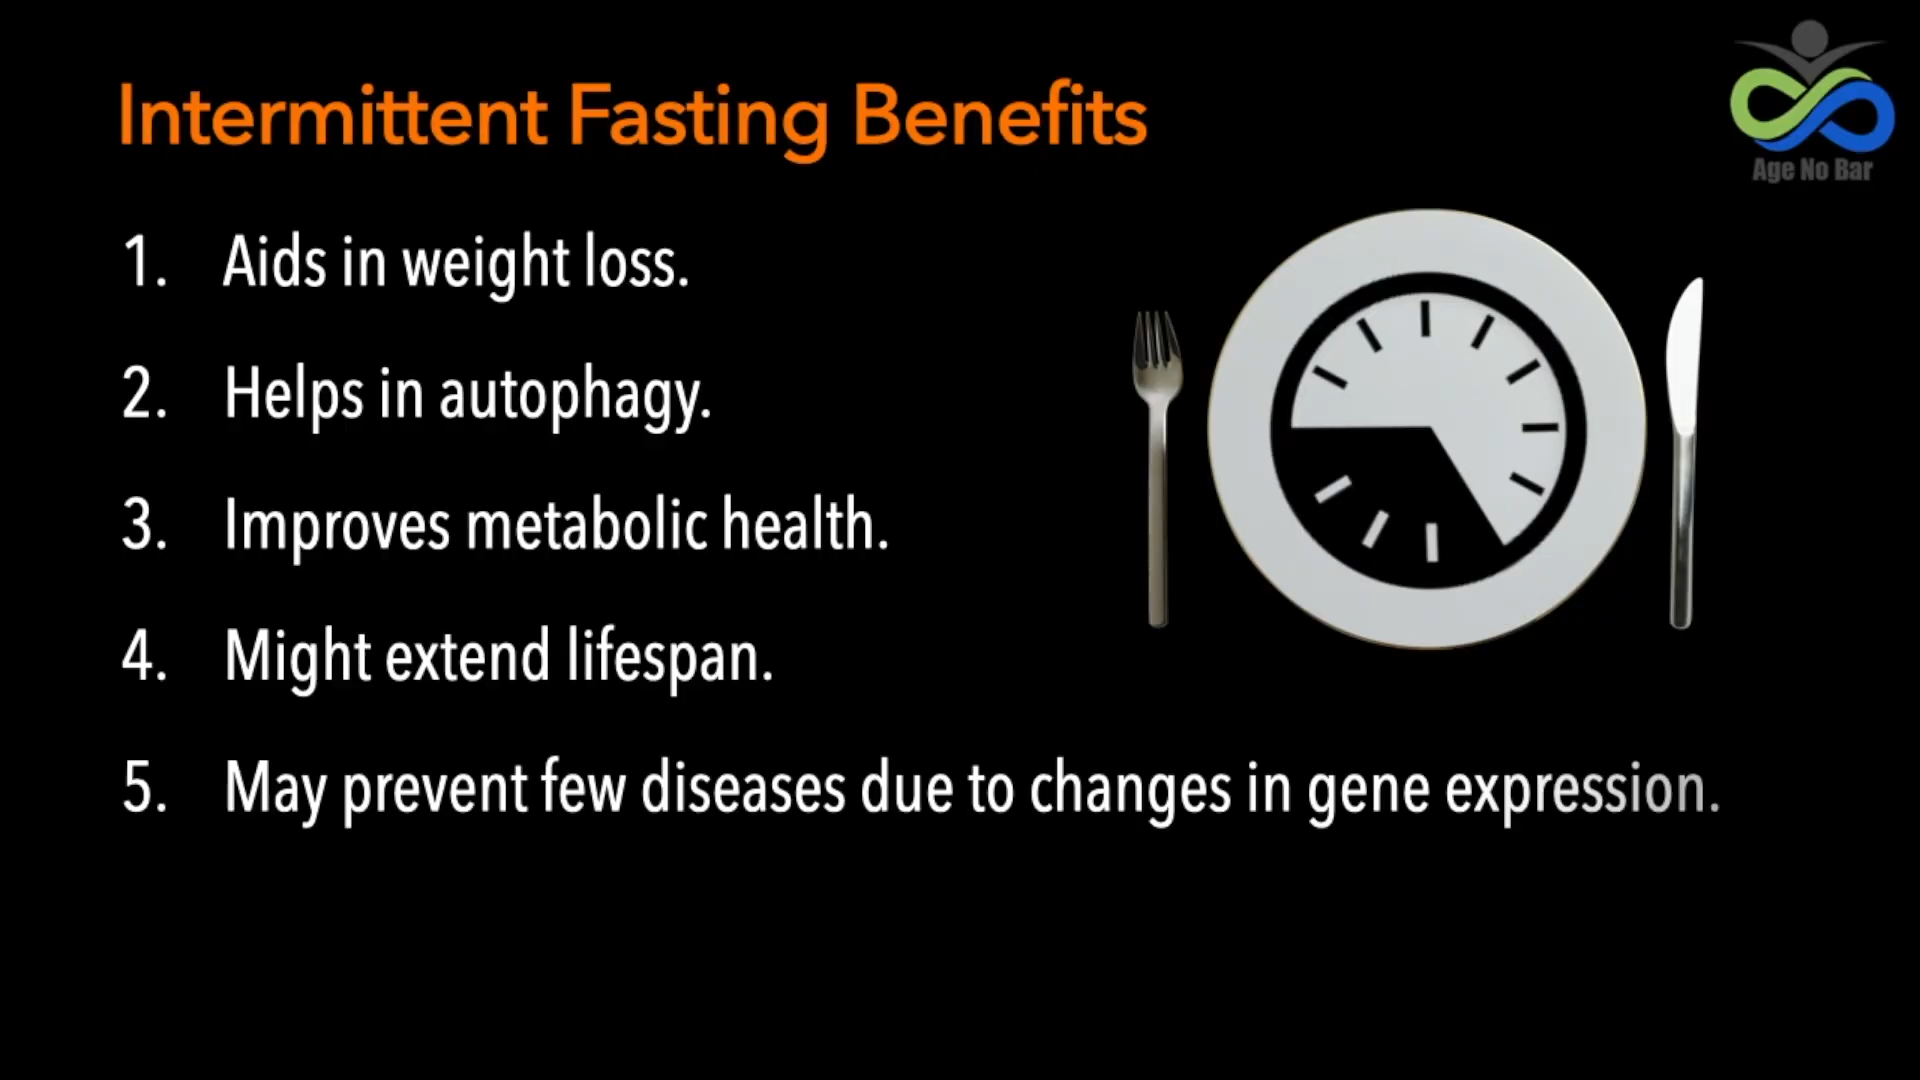 Intermittent Fasting Benefits
1. Aids in weight loss.
2. Helps in autophagy.
3. Improves metabolic health.
4. Might extend lifespan.
5. May prevent few diseases due to changes in gene expression.
Age No Bar